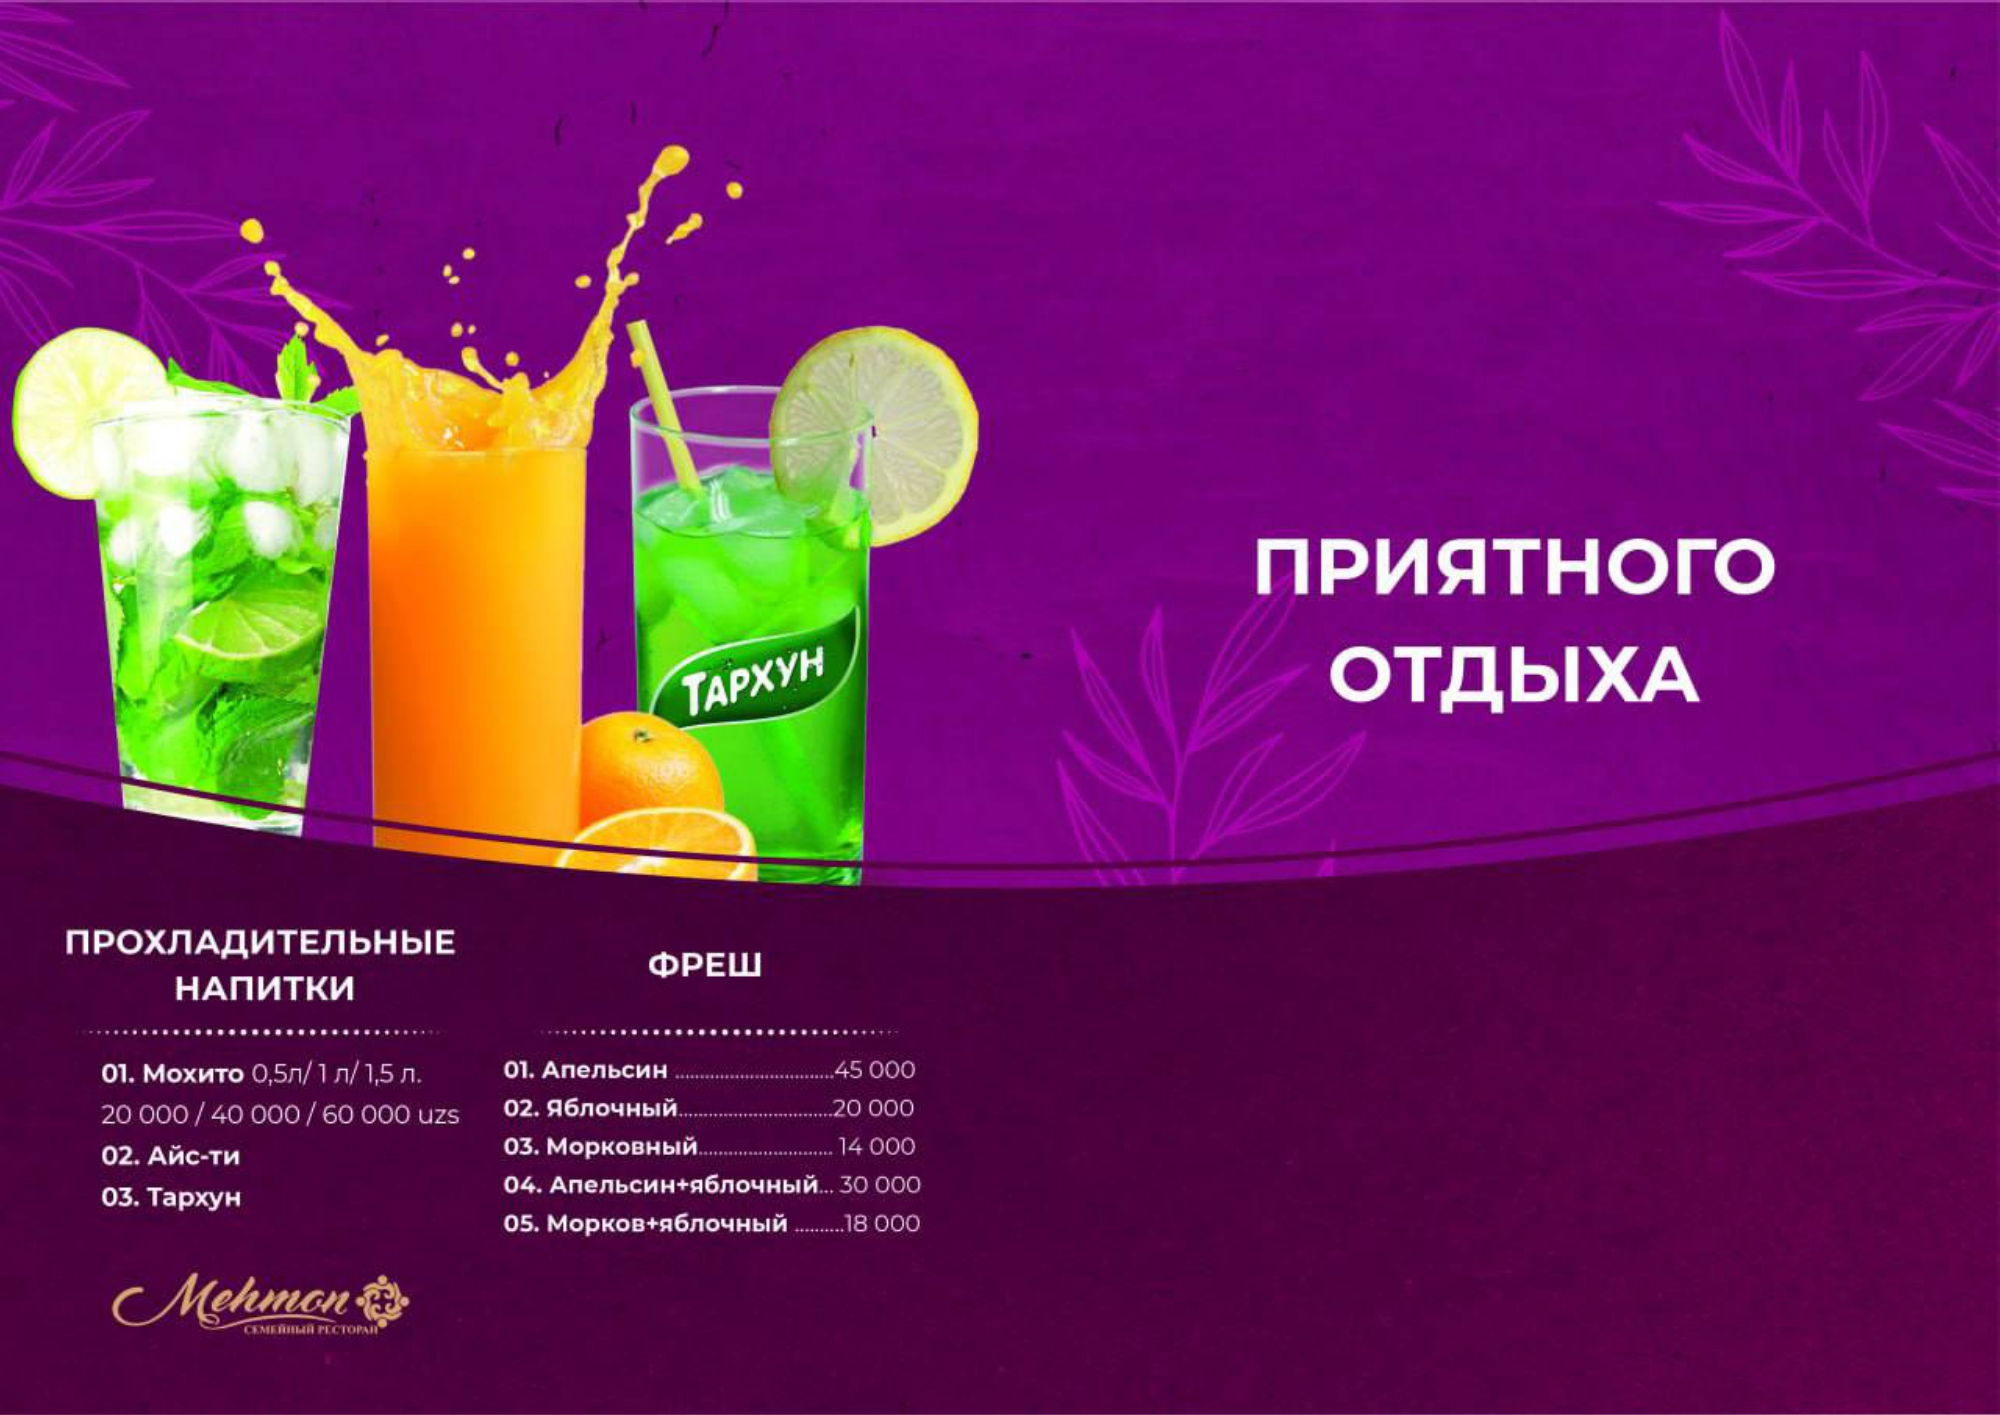 ТАРХУН
ПРИЯТНОГО
ОТДЫХА
ПРОХЛАДИТЕЛЬНЫЕ
НАПИТКИ
01. Мохито 0,5л/ 1 л/ 1,5 л.
20 000 / 40 000 / 60 000 uzs
02. Айс-ти
03. Тархун
ФРЕШ
01. Апельсин ................................45 000
02. Яблочный...............................20 000
03. Морковный........................... 14 000
04. Апельсин+яблочный... 30 000
05. Морков+яблочный ..........18 000
Mehmon
СЕМЕЙНЫЙ РЕСТОРАН